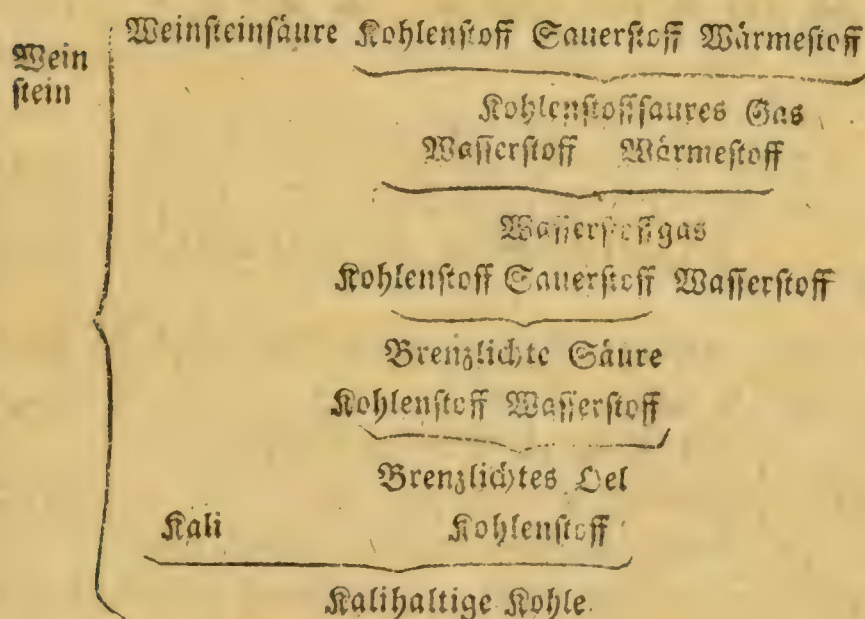 Weinsteinsäure Kohlenstoff Sauerstoff Wärmestoff
Wein
stein
Kohlenstoffsaures Gas
Wasserstoff Wärmestoff
Wasserstoffgas
Kohlenstoff Sauerstoff Wasserstoff
Brenzlichte Säure
Kohlenstoff Wasserstoff
Brenzlichtes Oel
Kali Kohlenstoff
Kalihaltige Kohle.